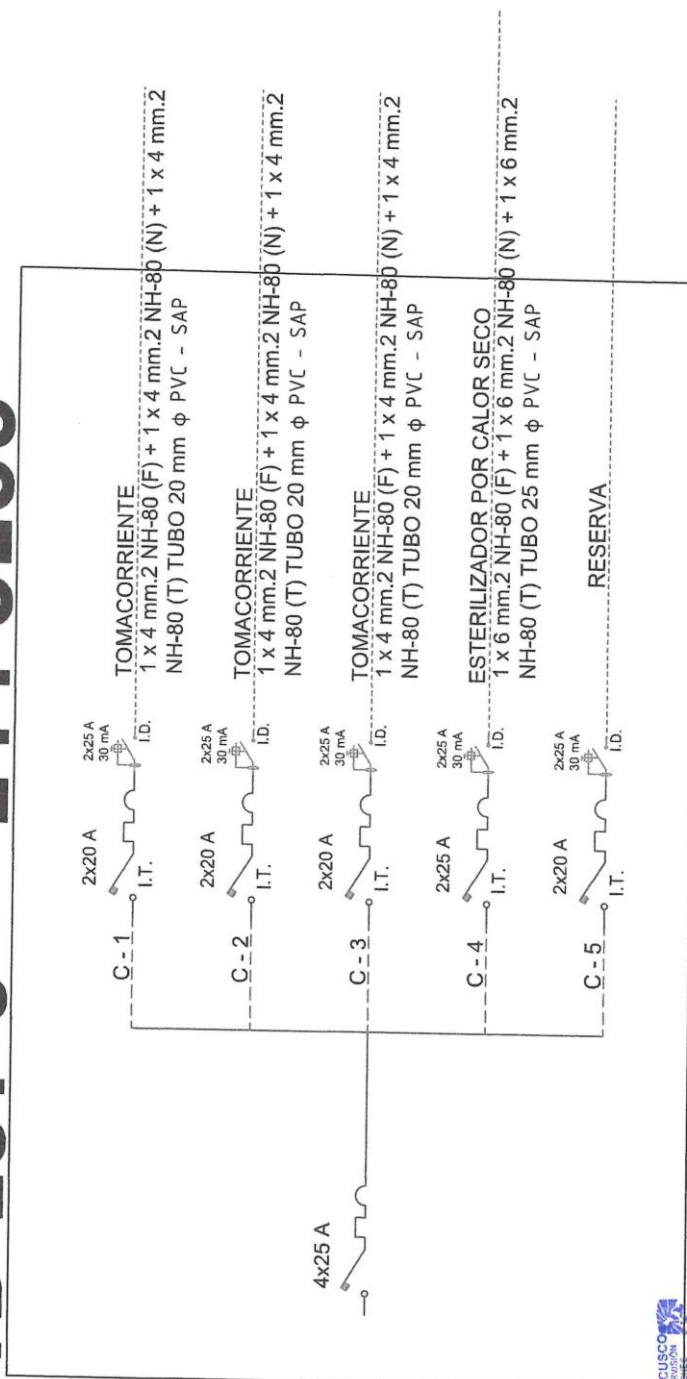 4x25 A
C - 1
2x20 A
I.T.
2x25 A
30 mA
I.D.
TOMACORRIENTE
1 x 4 mm.2 NH-80 (F) + 1 x 4 mm.2 NH-80 (N) + 1 x 4 mm.2
NH-80 (T) TUBO 20 mm ϕ PVC - SAP
C - 2
2x20 A
I.T.
2x25 A
30 mA
I.D.
TOMACORRIENTE
1 x 4 mm.2 NH-80 (F) + 1 x 4 mm.2 NH-80 (N) + 1 x 4 mm.2
NH-80 (T) TUBO 20 mm ϕ PVC - SAP
C - 3
2x20 A
I.T.
2x25 A
30 mA
I.D.
TOMACORRIENTE
1 x 4 mm.2 NH-80 (F) + 1 x 4 mm.2 NH-80 (N) + 1 x 4 mm.2
NH-80 (T) TUBO 20 mm ϕ PVC - SAP
C - 4
2x25 A
I.T.
2x25 A
30 mA
I.D.
ESTERILIZADOR POR CALOR SECO
1 x 6 mm.2 NH-80 (F) + 1 x 6 mm.2 NH-80 (N) + 1 x 6 mm.2
NH-80 (T) TUBO 25 mm ϕ PVC - SAP
C - 5
2x20 A
I.T.
2x25 A
30 mA
I.D.
RESERVA
CUSCO